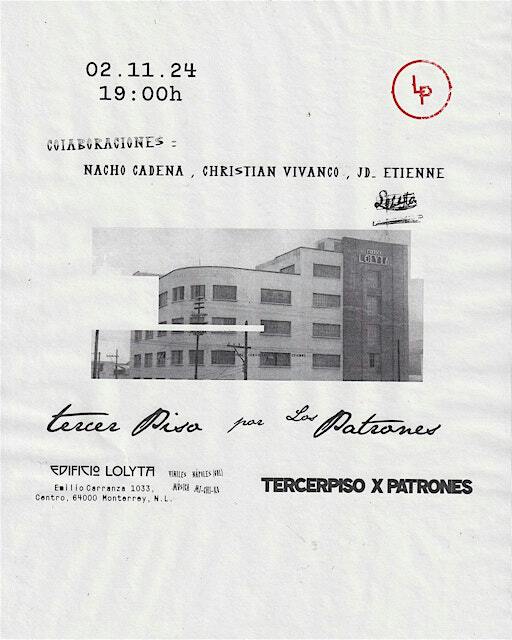 02.11.24
19:00h
LP
COLABORACIONES =
NACHO CADENA , CHRISTIAN VIVANCO , JD_ ETIENNE
Lolyta
LOLYTA
tercer Piso por Los Patrones
EDIFICIO LOLYTA
Emilio Carranza 1033,
Centro, 64000 Monterrey, N.L.
TERCERPISO X PATRONES